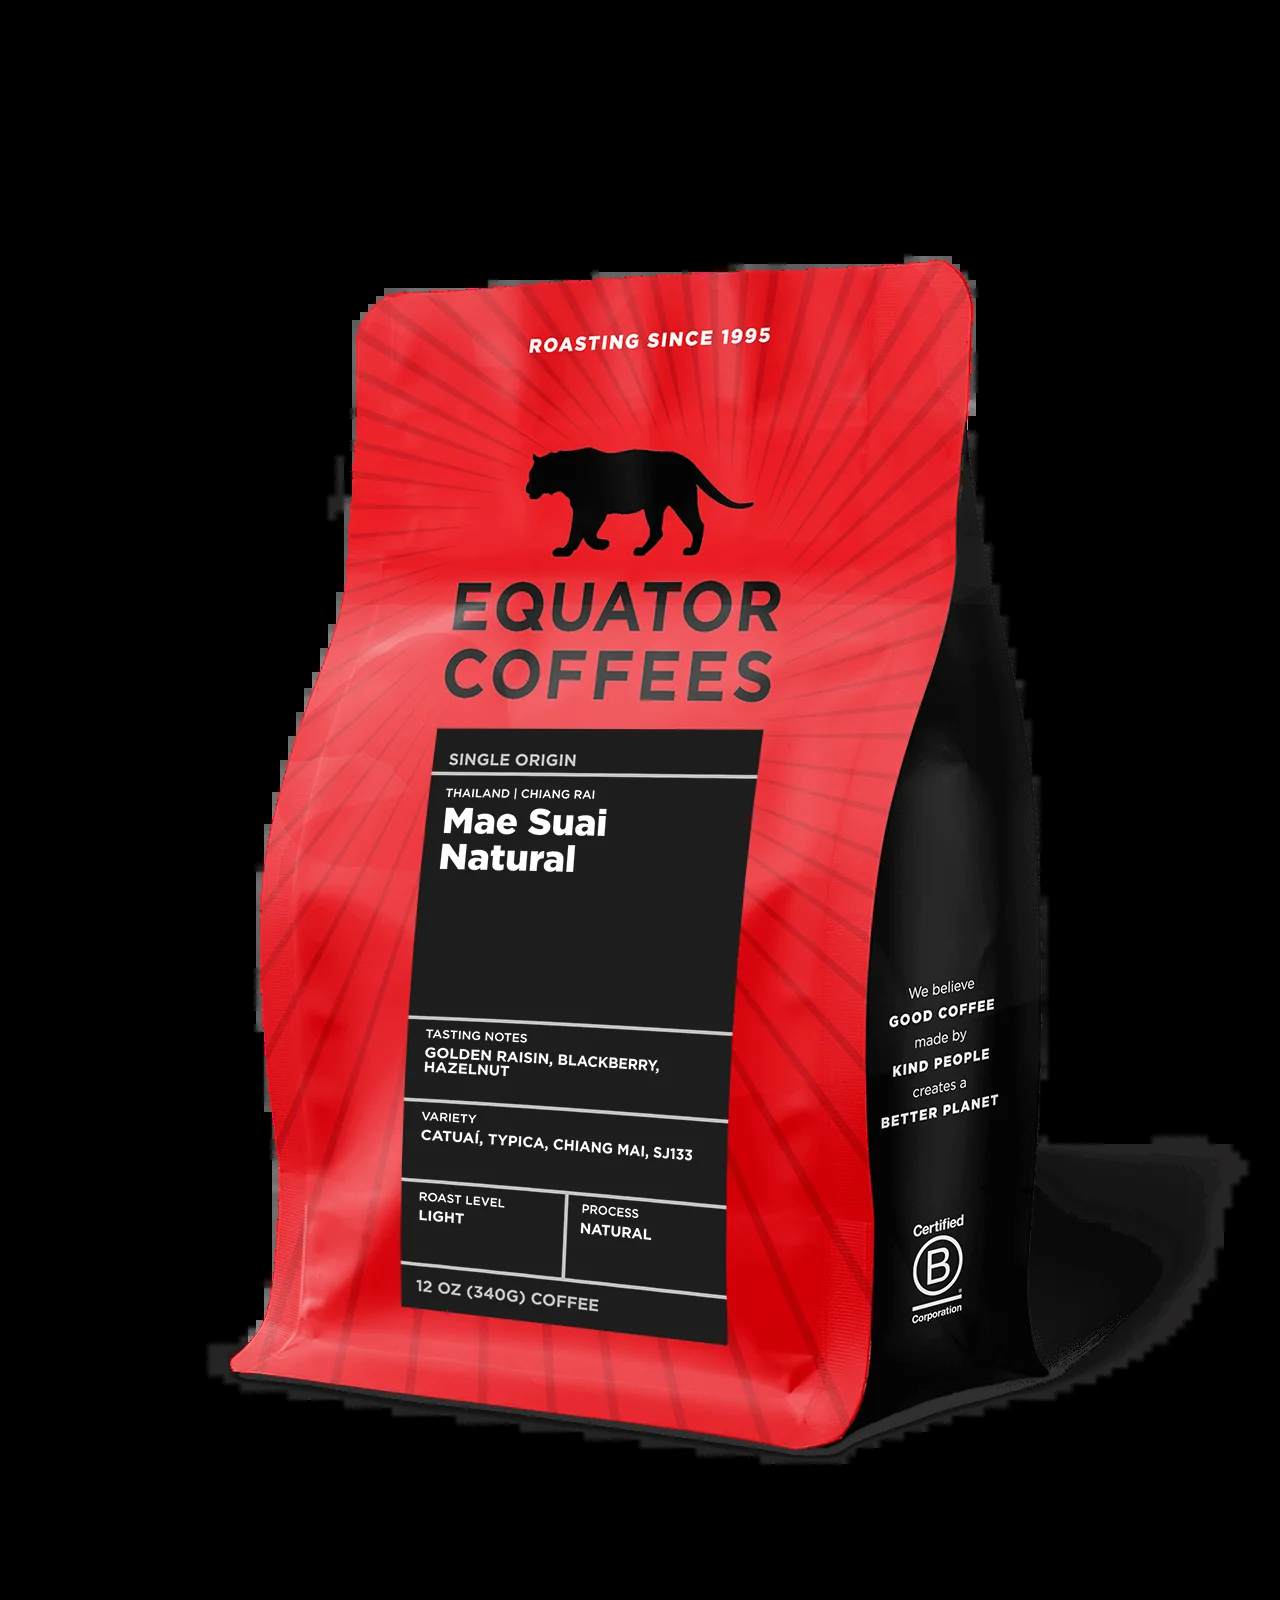 ROASTING SINCE 1995
EQUATOR
COFFEES
SINGLE ORIGIN
THAILAND | CHIANG RAI
Mae Suai
Natural
TASTING NOTES
GOLDEN RAISIN, BLACKBERRY,
HAZELNUT
VARIETY
CATUAÍ, TYPICA, CHIANG MAI, SJ133
ROAST LEVEL
LIGHT
PROCESS
NATURAL
12 OZ (340G) COFFEE
We believe
GOOD COFFEE
made by
KIND PEOPLE
creates a
BETTER PLANET
Certified
B
Corporation